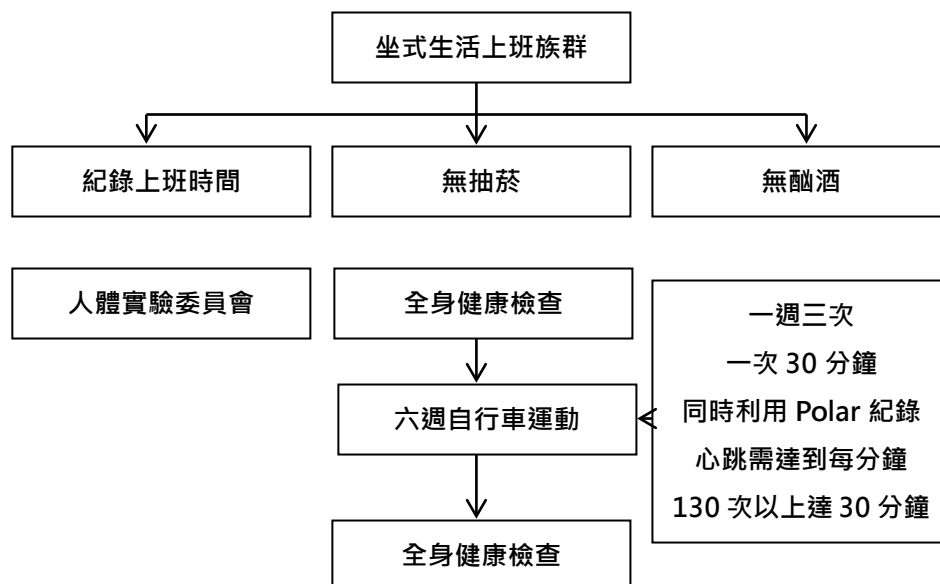 坐式生活上班族群
紀錄上班時間
無抽菸
無酗酒
人體實驗委員會
全身健康檢查
一週三次
一次 30 分鐘
同時利用 Polar 紀錄
心跳需達到每分鐘
130 次以上達 30 分鐘
六週自行車運動
全身健康檢查